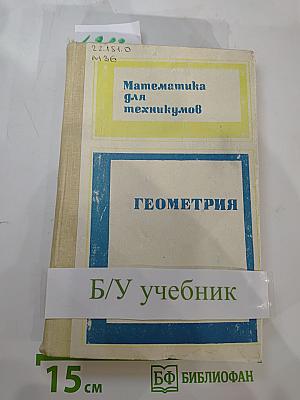 22.151.0
М36
Математика
для
техникумов
ГЕОМЕТРИЯ
Б/У учебник
15 см
БФ БИБЛИОФАН